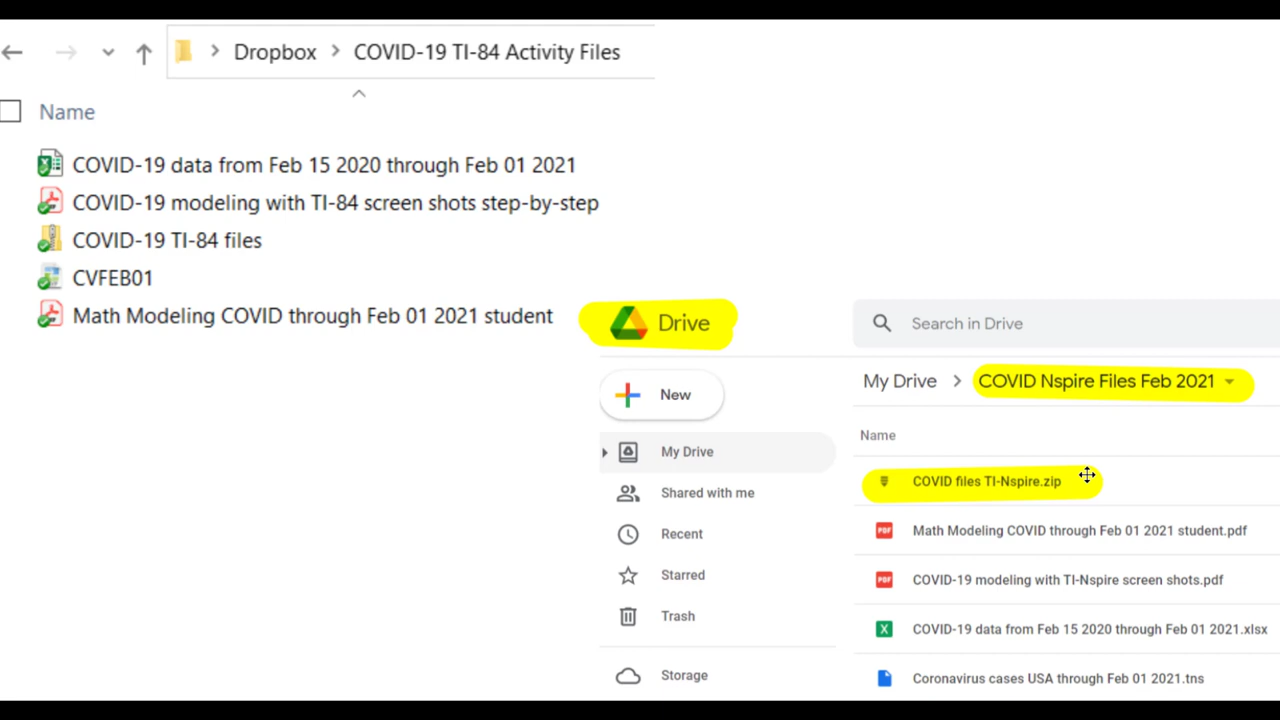 Dropbox > COVID-19 TI-84 Activity Files
Name
COVID-19 data from Feb 15 2020 through Feb 01 2021
COVID-19 modeling with TI-84 screen shots step-by-step
COVID-19 TI-84 files
CVFEB01
Math Modeling COVID through Feb 01 2021 student
Drive
Search in Drive
New
My Drive
Shared with me
Recent
Starred
Trash
Storage
My Drive > COVID Nspire Files Feb 2021
Name
COVID files TI-Nspire.zip
PDF Math Modeling COVID through Feb 01 2021 student.pdf
PDF COVID-19 modeling with TI-Nspire screen shots.pdf
X COVID-19 data from Feb 15 2020 through Feb 01 2021.xlsx
Coronavirus cases USA through Feb 01 2021.tns